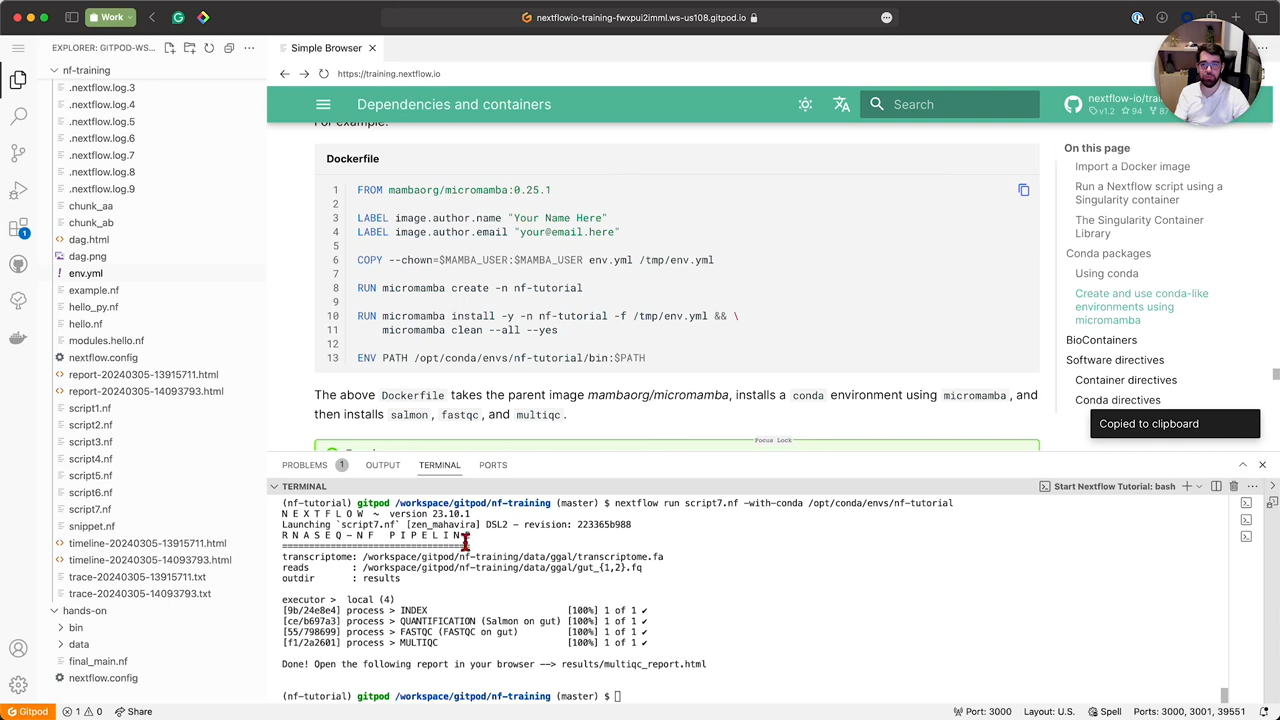 Work
nextflowio-training-fwxpui2imml.ws-us108.gitpod.io
EXPLORER: GITPOD-WS...
Simple Browser
https://training.nextflow.io
nf-training
.nextflow.log.3
.nextflow.log.4
.nextflow.log.5
.nextflow.log.6
.nextflow.log.7
.nextflow.log.8
.nextflow.log.9
chunk_aa
chunk_ab
dag.html
dag.png
env.yml
example.nf
hello_py.nf
hello.nf
modules.hello.nf
nextflow.config
report-20240305-13915711.html
report-20240305-14093793.html
script1.nf
script2.nf
script3.nf
script4.nf
script5.nf
script6.nf
script7.nf
snippet.nf
timeline-20240305-13915711.html
timeline-20240305-14093793.html
trace-20240305-13915711.txt
trace-20240305-14093793.txt
hands-on
bin
data
final_main.nf
nextflow.config
1
Dependencies and containers
Search
nextflow-io/trai
v1.2 94 87
For example:
Dockerfile
1 FROM mambaorg/micromamba:0.25.1
2
3 LABEL image.author.name "Your Name Here"
4 LABEL image.author.email "your@email.here"
5
6 COPY --chown=$MAMBA_USER:$MAMBA_USER env.yml /tmp/env.yml
7
8 RUN micromamba create -n nf-tutorial
9
10 RUN micromamba install -y -n nf-tutorial -f /tmp/env.yml && \
11 micromamba clean --all --yes
12
13 ENV PATH /opt/conda/envs/nf-tutorial/bin:$PATH
The above Dockerfile takes the parent image mambaorg/micromamba, installs a conda environment using micromamba, and
then installs salmon, fastqc, and multiqc.
Focus Lock
On this page
Import a Docker image
Run a Nextflow script using a
Singularity container
The Singularity Container
Library
Conda packages
Using conda
Create and use conda-like
environments using
micromamba
BioContainers
Software directives
Container directives
Conda directives
Copied to clipboard
PROBLEMS 1 OUTPUT TERMINAL PORTS
TERMINAL
Start Nextflow Tutorial: bash
(nf-tutorial) gitpod /workspace/gitpod/nf-training (master) $ nextflow run script7.nf -with-conda /opt/conda/envs/nf-tutorial
N E X T F L O W ~ version 23.10.1
Launching `script7.nf` [zen_mahavira] DSL2 - revision: 223365b988
R N A S E Q - N F P I P E L I N E
===================================
transcriptome: /workspace/gitpod/nf-training/data/ggal/transcriptome.fa
reads : /workspace/gitpod/nf-training/data/ggal/gut_{1,2}.fq
outdir : results
executor > local (4)
[9b/24e8e4] process > INDEX [100%] 1 of 1 ✔
[ce/b697a3] process > QUANTIFICATION (Salmon on gut) [100%] 1 of 1 ✔
[55/798699] process > FASTQC (FASTQC on gut) [100%] 1 of 1 ✔
[f1/2a2601] process > MULTIQC [100%] 1 of 1 ✔
Done! Open the following report in your browser --> results/multiqc_report.html
(nf-tutorial) gitpod /workspace/gitpod/nf-training (master) $
Gitpod 1 0 Share
Port: 3000 Layout: U.S. Spell Ports: 3000, 3001, 39551